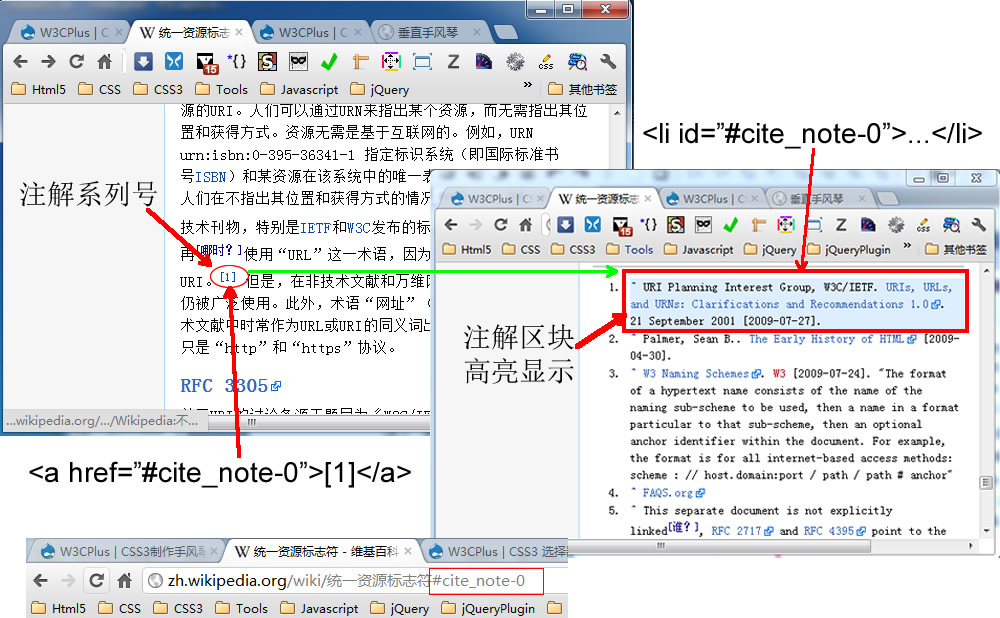 W3CPlus | C
统一资源标志
W3CPlus | C
垂直手风琴
15
Html5
CSS
CSS3
Tools
Javascript
jQuery
»
其他书签
源的URI。人们可以通过URN来指出某个资源，而无需指出其位
置和获得方式。资源无需是基于互联网的。例如，URN
urn:isbn:0-395-36341-1 指定标识系统（即国际标准书
号ISBN）和某资源在该系统中的唯一表
人们在不指出其位置和获得方式的情况
技术刊物，特别是IETF和W3C发布的标
再[哪时？]使用“URL”这一术语，因为
URI。[1]但是，在非技术文献和万维网
仍被广泛使用。此外，术语“网址”（
术文献中时常作为URL或URI的同义词出
只是“http”和“https”协议。
RFC 3305
...wikipedia.org/.../Wikipedia:不...
注解系列号
<a href=”#cite_note-0”>[1]</a>
<li id=”#cite_note-0”>...</li>
W3CPlus | C
统一资源标志
W3CPlus | C
垂直手风琴
15
Html5
CSS
CSS3
Tools
Javascript
jQuery
jQueryPlugin
»
其他书签
1. ^ URI Planning Interest Group, W3C/IETF. URIs, URLs,
and URNs: Clarifications and Recommendations 1.0.
21 September 2001 [2009-07-27].
2. ^ Palmer, Sean B.. The Early History of HTML [2009-
04-30].
3. ^ W3 Naming Schemes. W3 [2009-07-24]. "The format
of a hypertext name consists of the name of the
naming sub-scheme to be used, then a name in a format
particular to that sub-scheme, then an optional
anchor identifier within the document. For example,
the format is for all internet-based access methods:
scheme : // host.domain:port / path / path # anchor"
4. ^ FAQS.org
5. ^ This separate document is not explicitly
linked[谁？], RFC 2717 and RFC 4395 point to the
注解区块
高亮显示
W3CPlus | CSS3制作手风琴
统一资源标志符 - 维基百科
W3CPlus | CSS3 选择
zh.wikipedia.org/wiki/统一资源标志符#cite_note-0
Html5
CSS
CSS3
Tools
Javascript
jQuery
jQueryPlugin